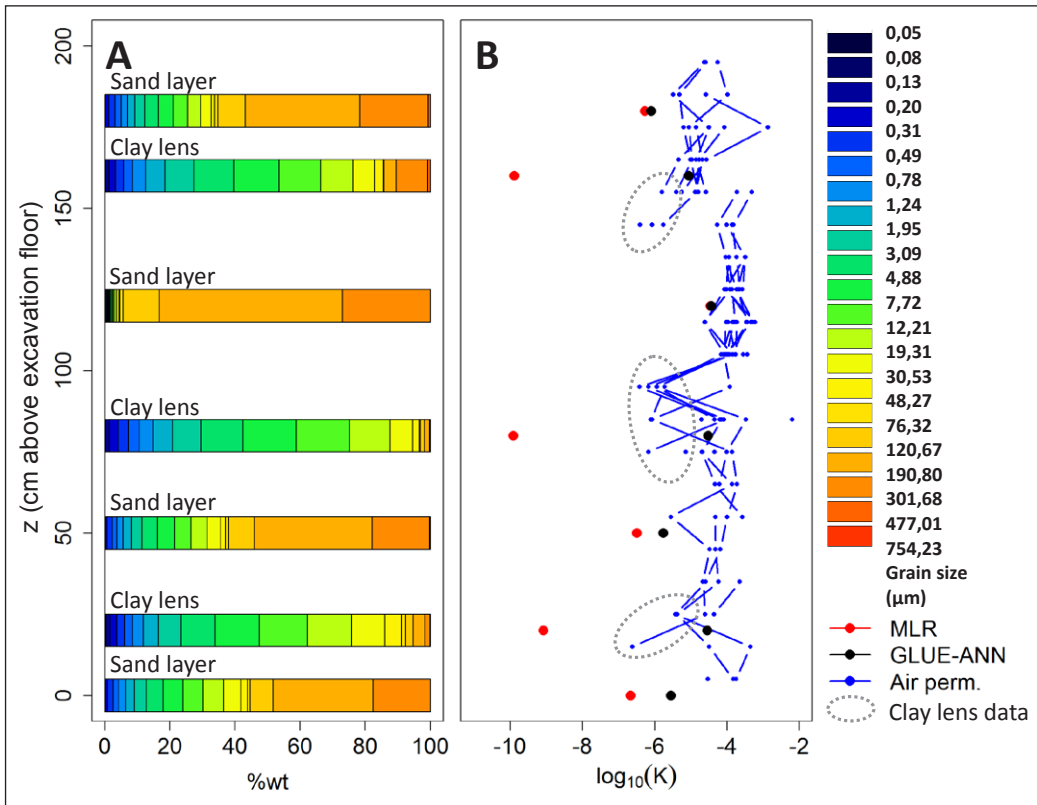 A
Sand layer
Clay lens
Sand layer
Clay lens
Sand layer
Clay lens
Sand layer
200
150
100
50
0
z (cm above excavation floor)
0 20 40 60 80 100
%wt
B
-10 -8 -6 -4 -2
log10(K)
0,05
0,08
0,13
0,20
0,31
0,49
0,78
1,24
1,95
3,09
4,88
7,72
12,21
19,31
30,53
48,27
76,32
120,67
190,80
301,68
477,01
754,23
Grain size
(μm)
MLR
GLUE-ANN
Air perm.
Clay lens data